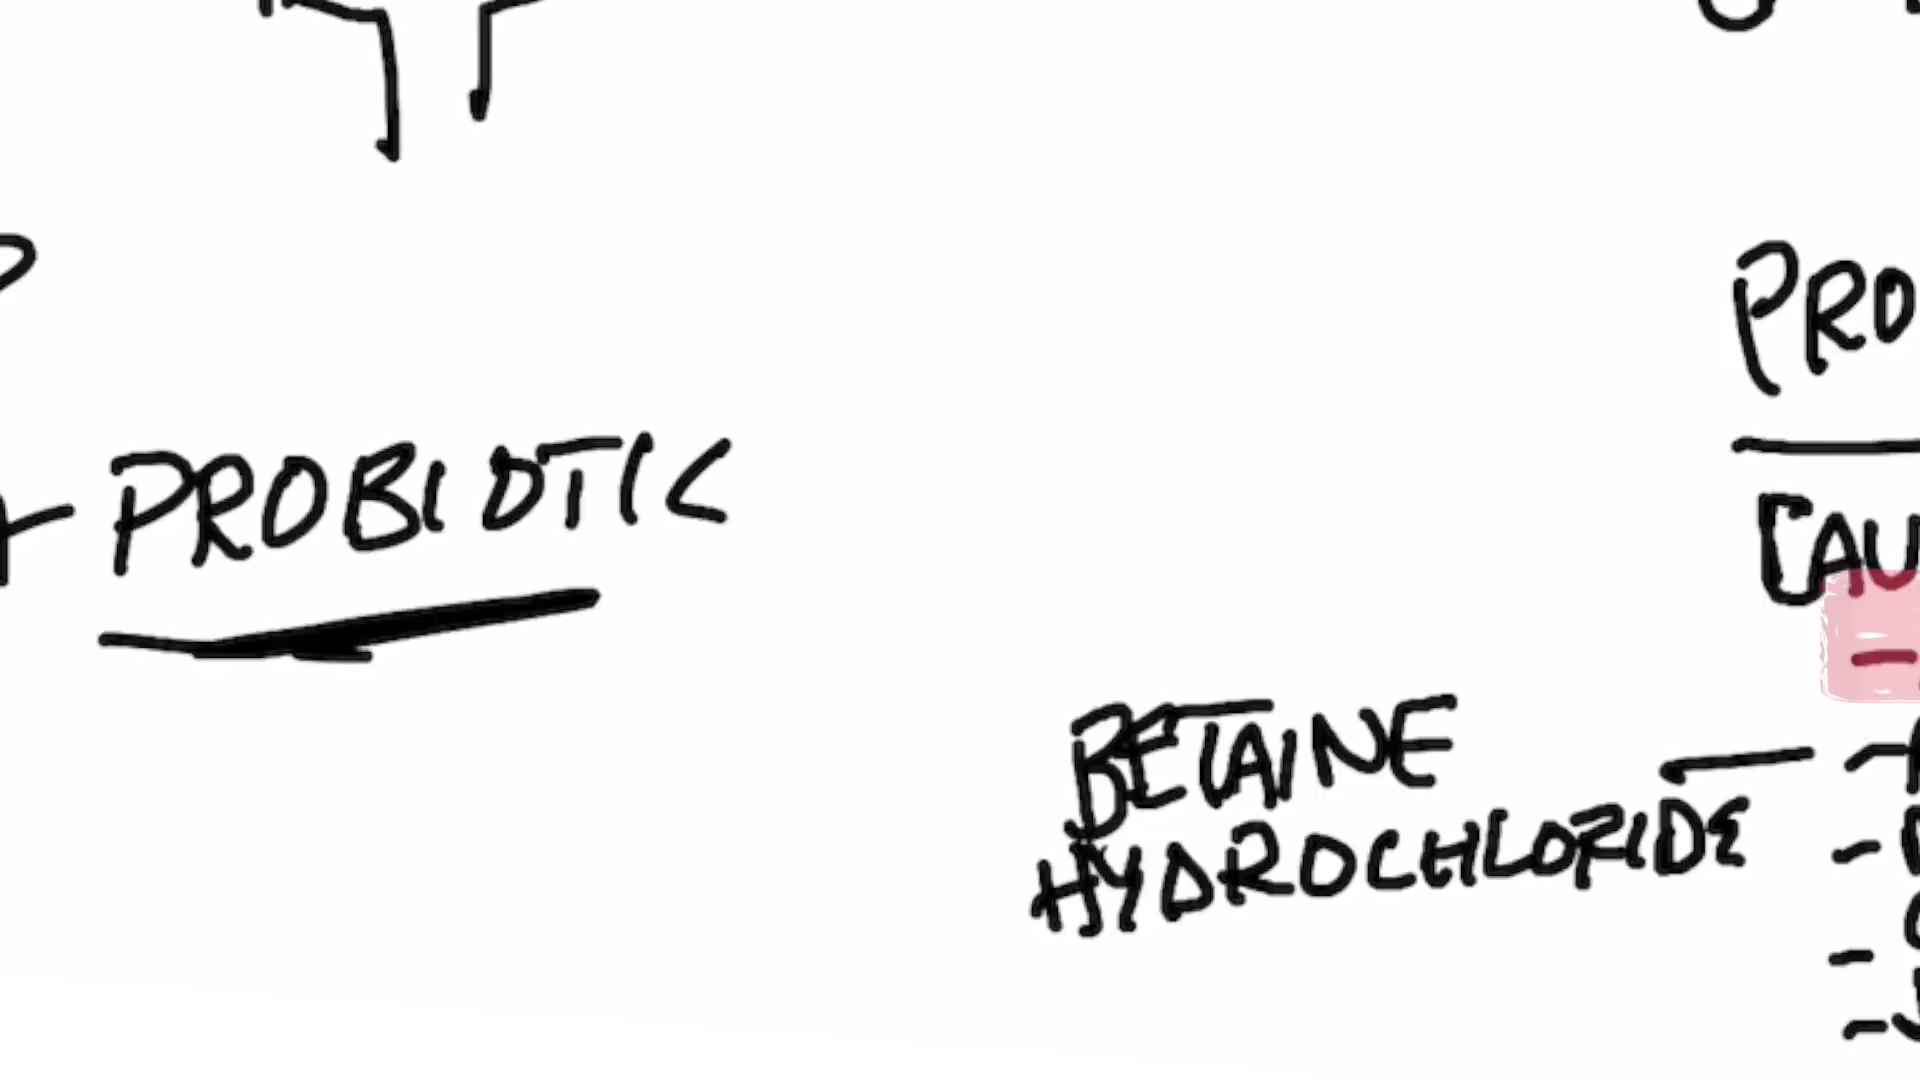 PRO
+ PROBIOTIC
CAU
BETAINE
HYDROCHLORIDE